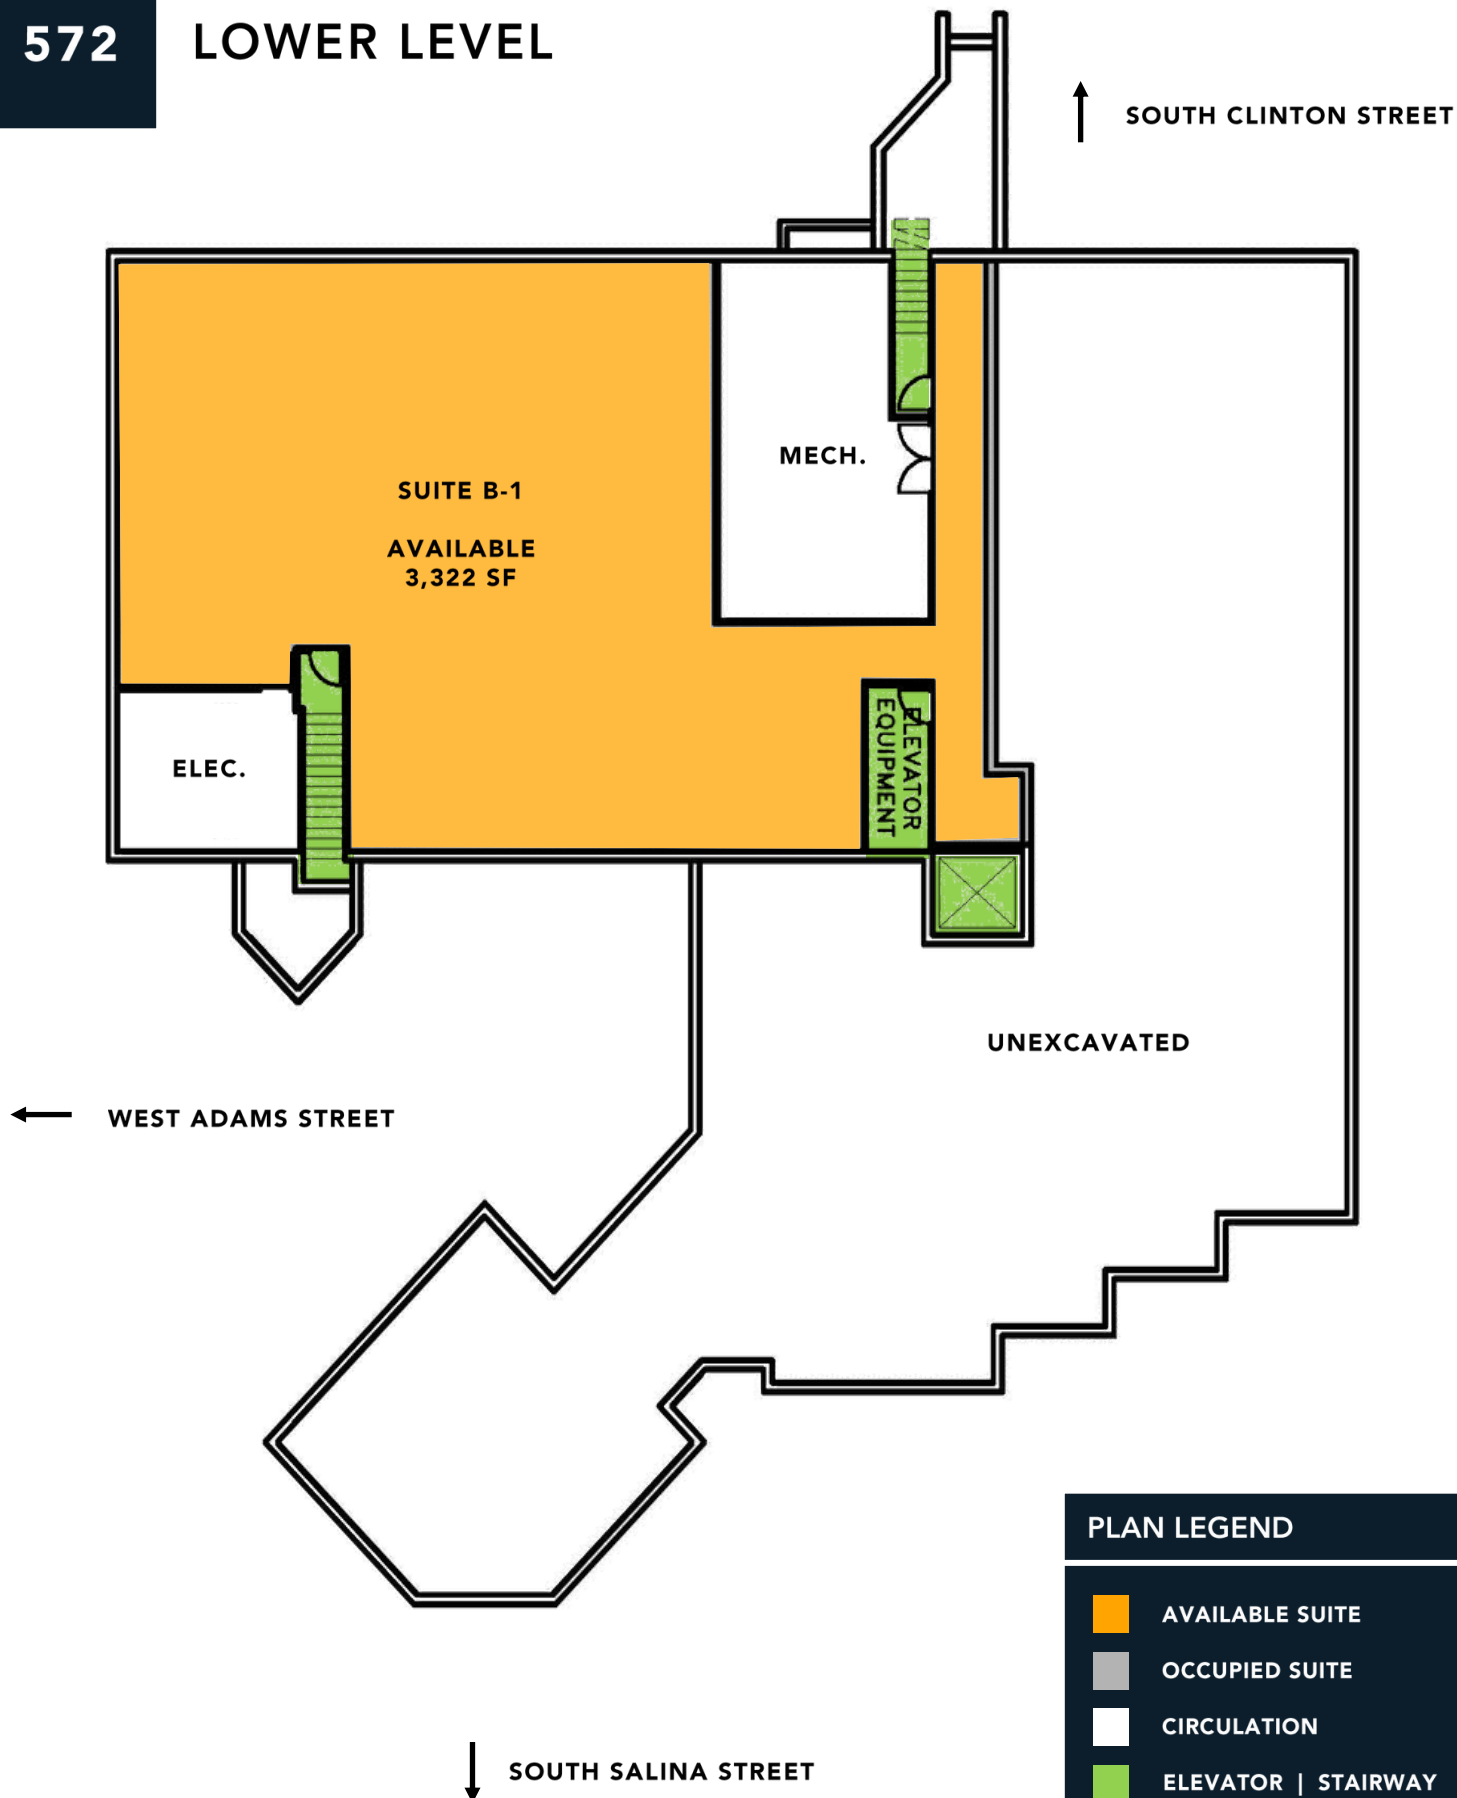 572
LOWER LEVEL
SOUTH CLINTON STREET
MECH.
SUITE B-1
AVAILABLE
3,322 SF
ELEC.
ELEVATOR
EQUIPMENT
UNEXCAVATED
WEST ADAMS STREET
PLAN LEGEND
AVAILABLE SUITE
OCCUPIED SUITE
CIRCULATION
ELEVATOR | STAIRWAY
SOUTH SALINA STREET